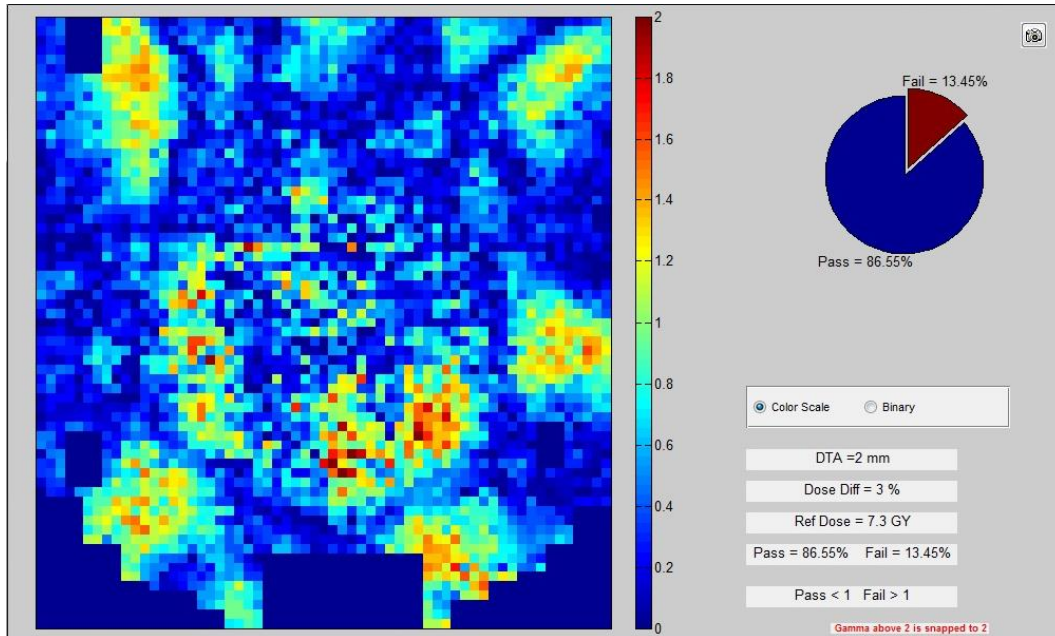 2
1.8
1.6
1.4
1.2
1
0.8
0.6
0.4
0.2
0
Fail = 13.45%
Pass = 86.55%
Color Scale Binary
DTA =2 mm
Dose Diff = 3 %
Ref Dose = 7.3 GY
Pass = 86.55% Fail = 13.45%
Pass < 1 Fail > 1
Gamma above 2 is snapped to 2